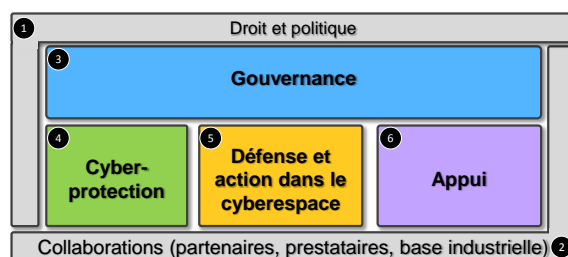 1 Droit et politique
3
Gouvernance
4 5 6
Cyber-
protection
Défense et
action dans le
cyberespace
Appui
Collaborations (partenaires, prestataires, base industrielle) 2